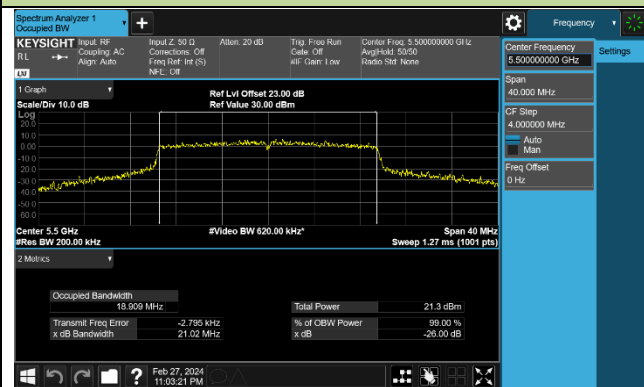 Spectrum Analyzer 1
Occupied BW
Frequency
KEYSIGHT
RL
LXI
Input: RF
Coupling: AC
Align: Auto
Input Z: 50 Ω
Corrections: Off
Freq Ref: Int (S)
NFE: Off
Atten: 20 dB
Trig: Free Run
Gate: Off
#IF Gain: Low
Center Freq: 5.500000000 GHz
Avg|Hold: 50/50
Radio Std: None
Center Frequency
5.500000000 GHz
Settings
Span
40.000 MHz
CF Step
4.000000 MHz
Auto
Man
Freq Offset
0 Hz
1 Graph
Scale/Div 10.0 dB
Ref Lvl Offset 23.00 dB
Ref Value 30.00 dBm
Log
20.0
10.0
0.00
-10.0
-20.0
-30.0
-40.0
-50.0
-60.0
Center 5.5 GHz
#Video BW 620.00 kHz*
Span 40 MHz
#Res BW 200.00 kHz
Sweep 1.27 ms (1001 pts)
2 Metrics
Occupied Bandwidth
18.909 MHz
Total Power
21.3 dBm
Transmit Freq Error
-2.795 kHz
% of OBW Power
99.00 %
x dB Bandwidth
21.02 MHz
x dB
-26.00 dB
?
Feb 27, 2024
11:03:21 PM